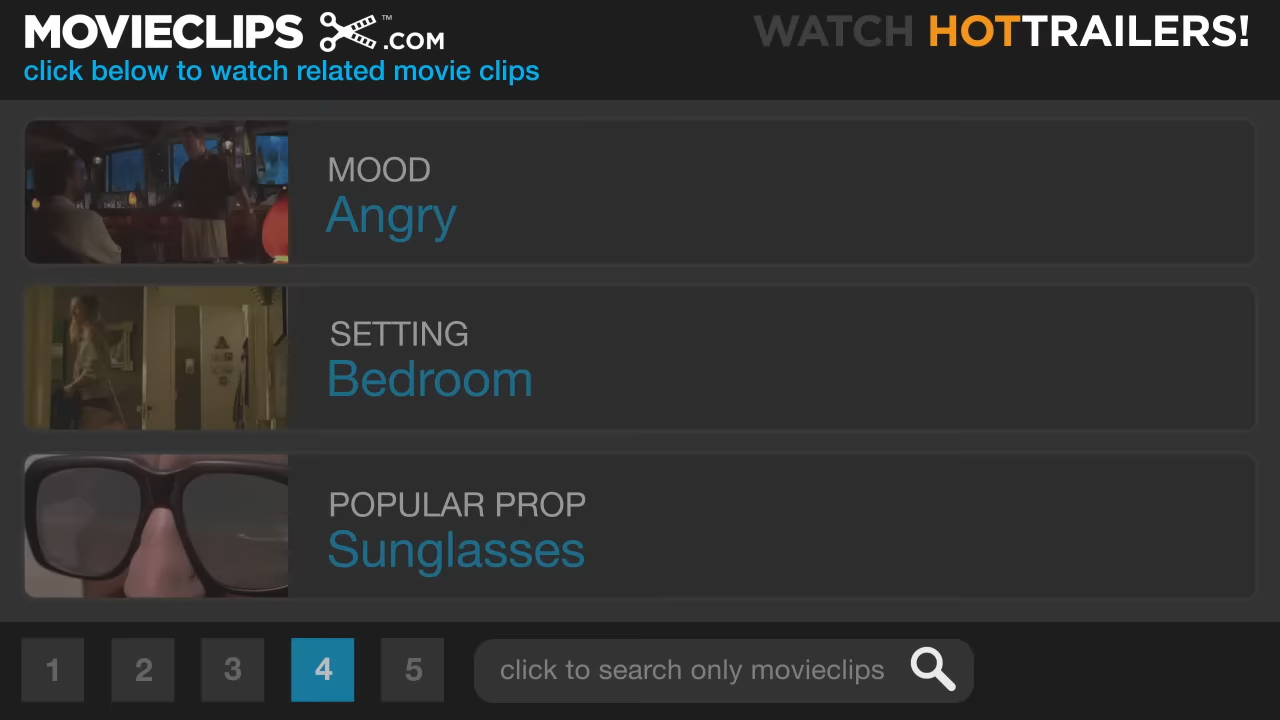 MOVIECLIPS ™ .COM
WATCH HOTTRAILERS!
click below to watch related movie clips
MOOD
Angry
SETTING
Bedroom
POPULAR PROP
Sunglasses
1 2 3 4 5
click to search only movieclips